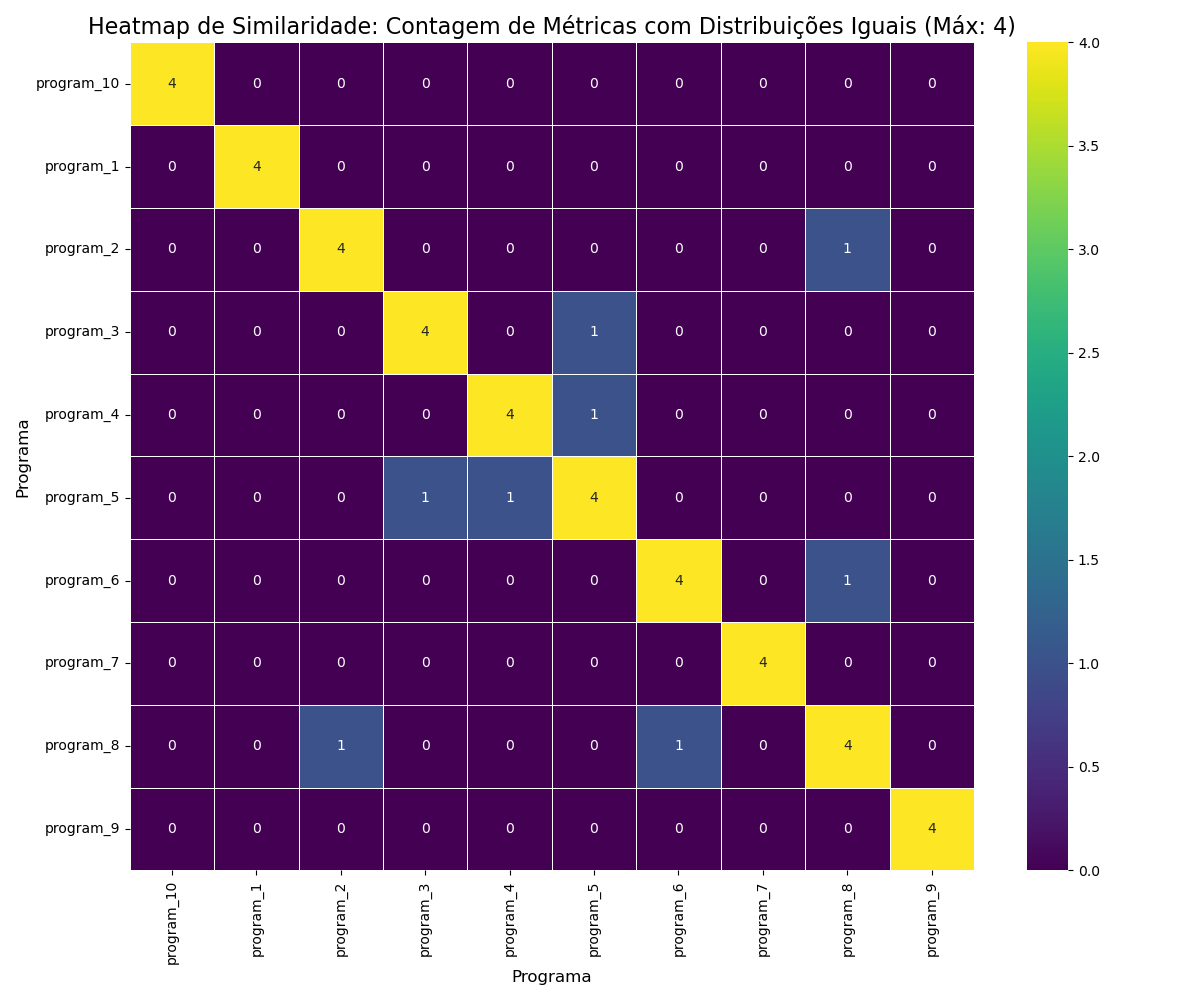 Heatmap de Similaridade: Contagem de Métricas com Distribuições Iguais (Máx: 4)
program_10 4 0 0 0 0 0 0 0 0 0
program_1 0 4 0 0 0 0 0 0 0 0
program_2 0 0 4 0 0 0 0 0 1 0
program_3 0 0 0 4 0 1 0 0 0 0
program_4 0 0 0 0 4 1 0 0 0 0
program_5 0 0 0 1 1 4 0 0 0 0
program_6 0 0 0 0 0 0 4 0 1 0
program_7 0 0 0 0 0 0 0 4 0 0
program_8 0 0 1 0 0 0 1 0 4 0
program_9 0 0 0 0 0 0 0 0 0 4
Programa
program_10 program_1 program_2 program_3 program_4 program_5 program_6 program_7 program_8 program_9
Programa
4.0
3.5
3.0
2.5
2.0
1.5
1.0
0.5
0.0